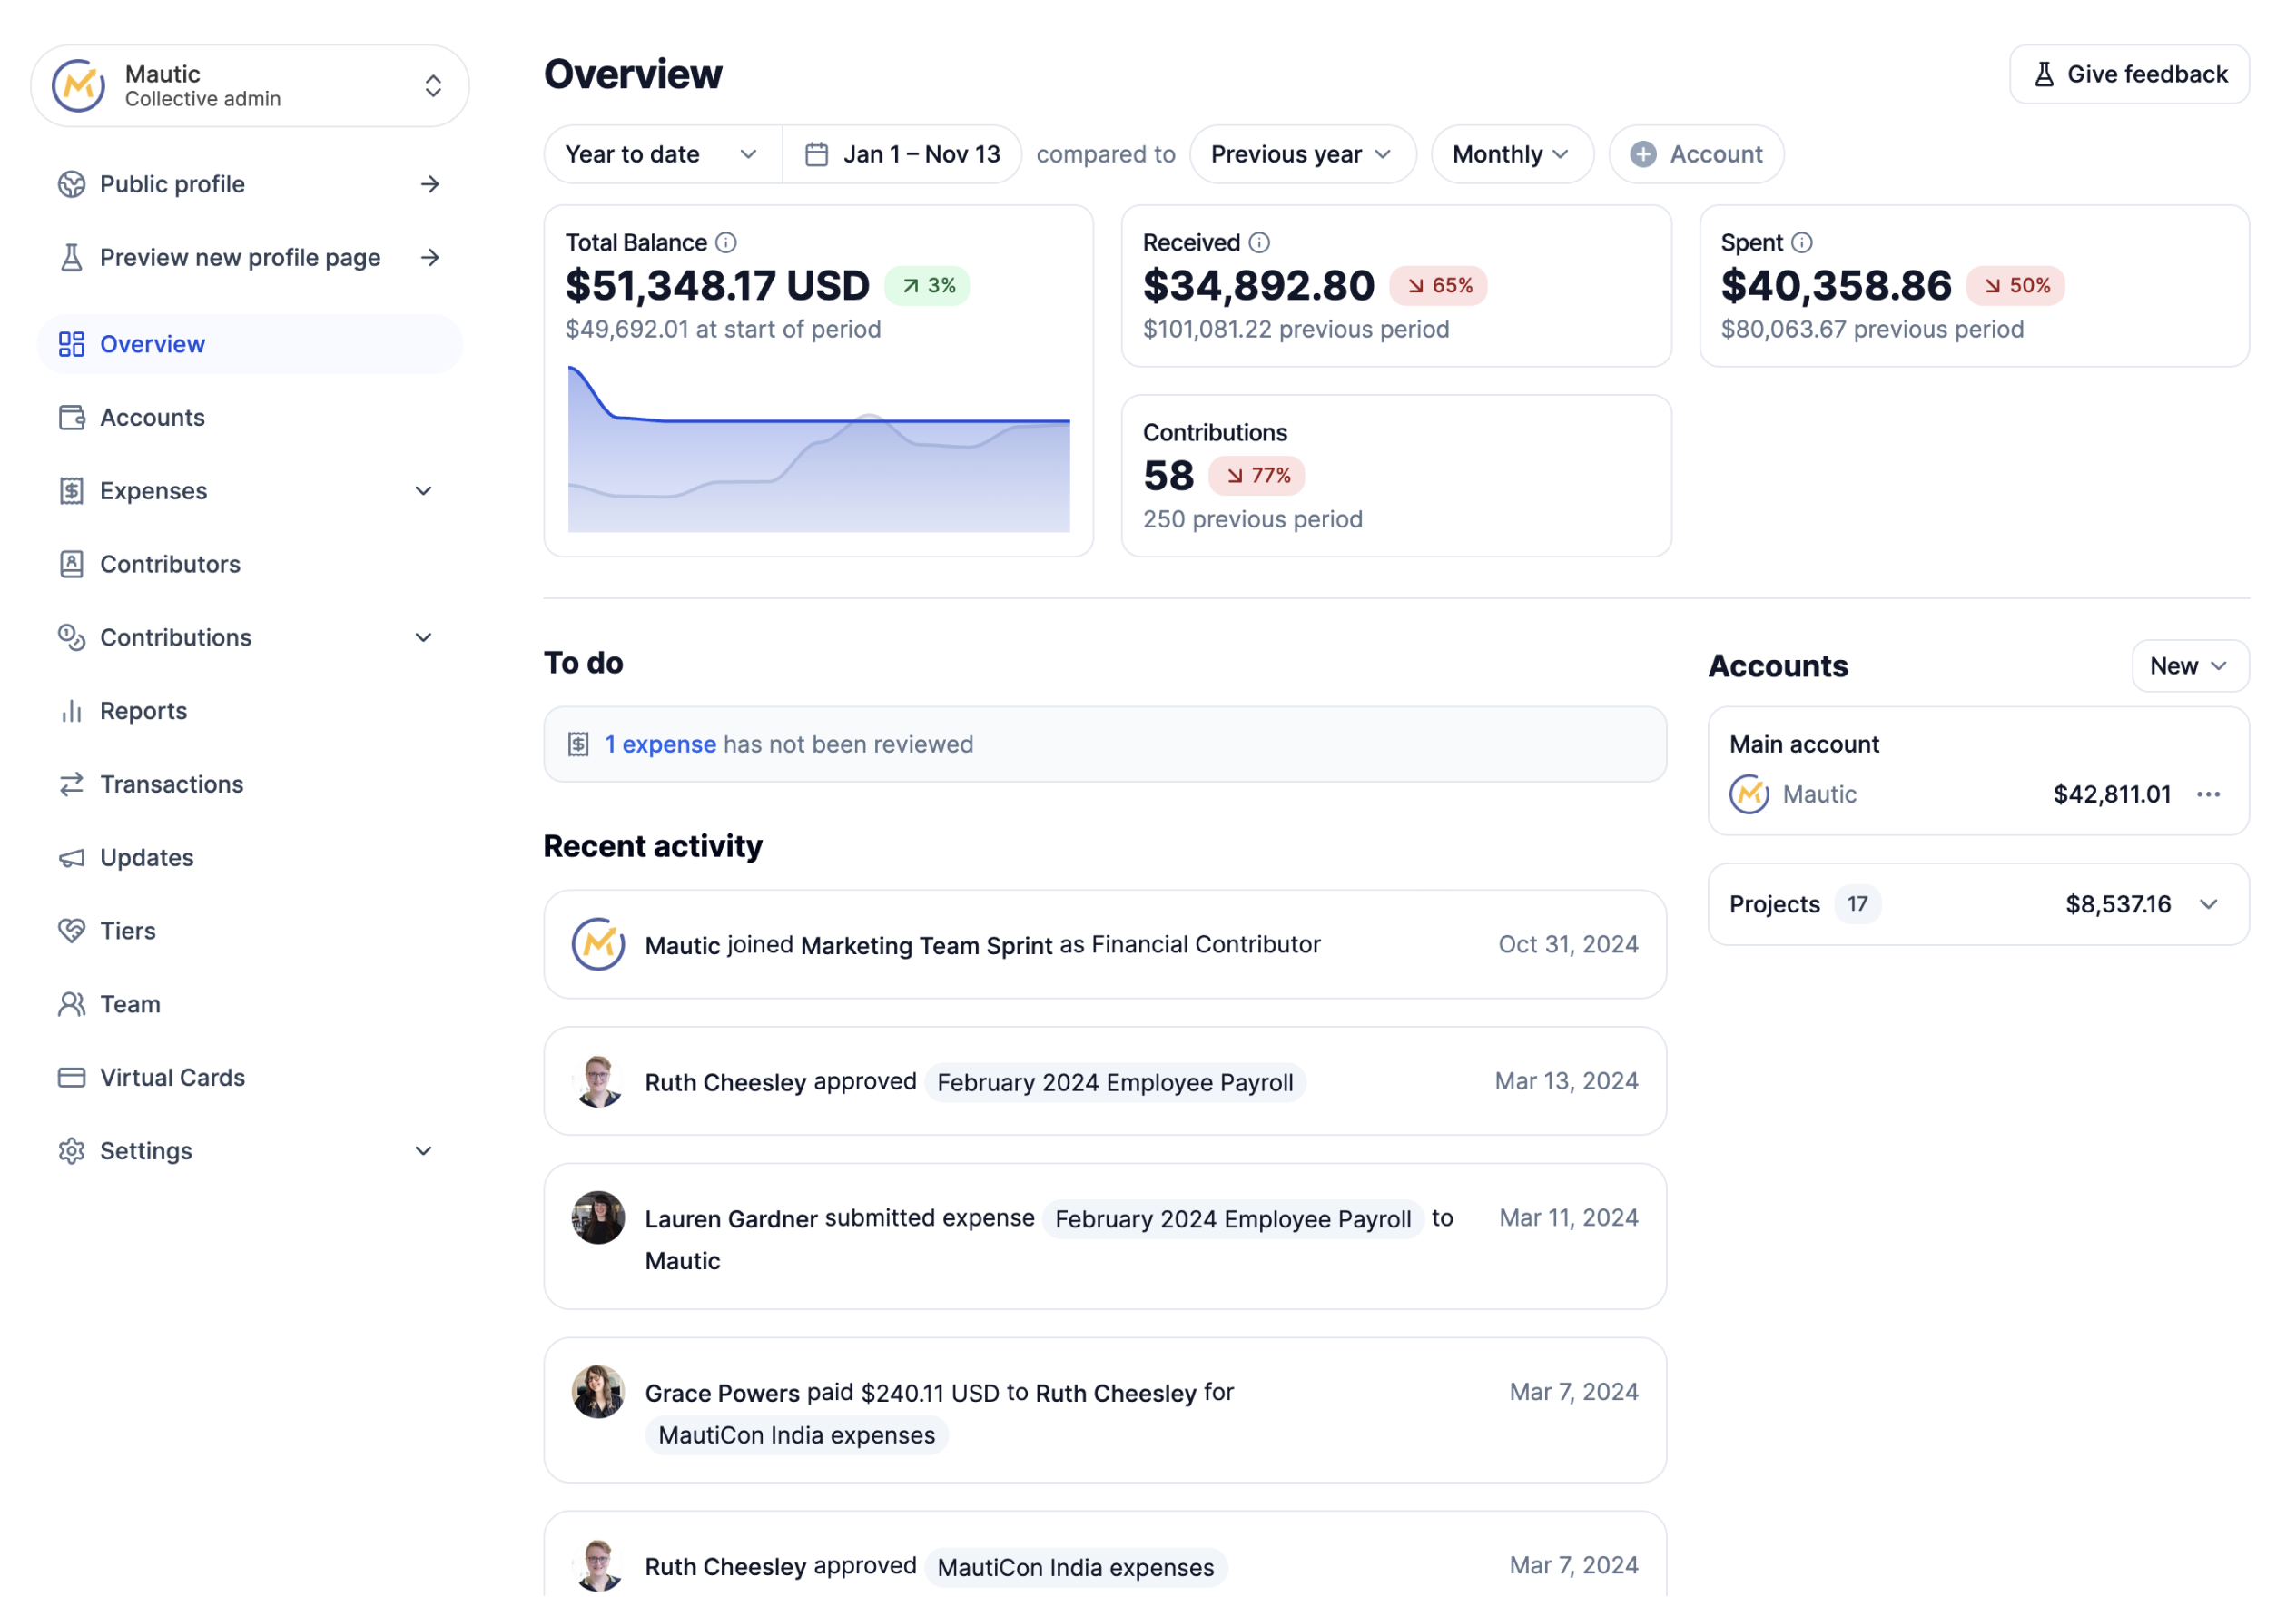 Mautic
Collective admin
Public profile
Preview new profile page
Overview
Accounts
Expenses
Contributors
Contributions
Reports
Transactions
Updates
Tiers
Team
Virtual Cards
Settings
Overview
Give feedback
Year to date
Jan 1 – Nov 13
compared to
Previous year
Monthly
Account
Total Balance
$51,348.17 USD
3%
$49,692.01 at start of period
Received
$34,892.80
65%
$101,081.22 previous period
Spent
$40,358.86
50%
$80,063.67 previous period
Contributions
58
77%
250 previous period
To do
1 expense has not been reviewed
Recent activity
Mautic joined Marketing Team Sprint as Financial Contributor
Oct 31, 2024
Ruth Cheesley approved February 2024 Employee Payroll
Mar 13, 2024
Lauren Gardner submitted expense February 2024 Employee Payroll to
Mautic
Mar 11, 2024
Grace Powers paid $240.11 USD to Ruth Cheesley for
MautiCon India expenses
Mar 7, 2024
Ruth Cheesley approved MautiCon India expenses
Mar 7, 2024
Accounts
New
Main account
Mautic
$42,811.01
Projects 17
$8,537.16